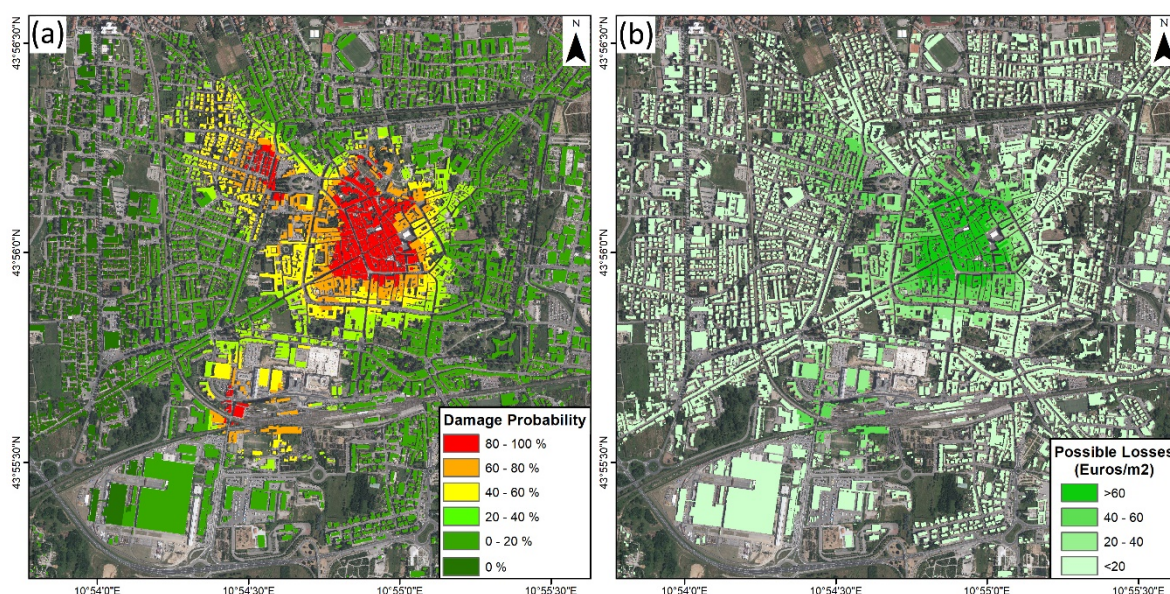 (a)
N
43°56'30"N
43°56'0"N
43°55'30"N
Damage Probability
80 - 100 %
60 - 80 %
40 - 60 %
20 - 40 %
0 - 20 %
0 %
10°54'0"E
10°54'30"E
10°55'0"E
10°55'30"E
(b)
N
43°56'30"N
43°56'0"N
43°55'30"N
Possible Losses
(Euros/m2)
>60
40 - 60
20 - 40
<20
10°54'0"E
10°54'30"E
10°55'0"E
10°55'30"E